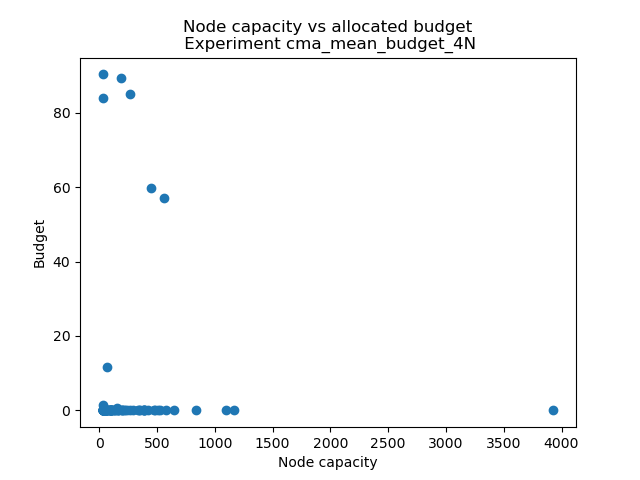 Node capacity vs allocated budget
Experiment cma_mean_budget_4N
Budget
80
60
40
20
0
0 500 1000 1500 2000 2500 3000 3500 4000
Node capacity